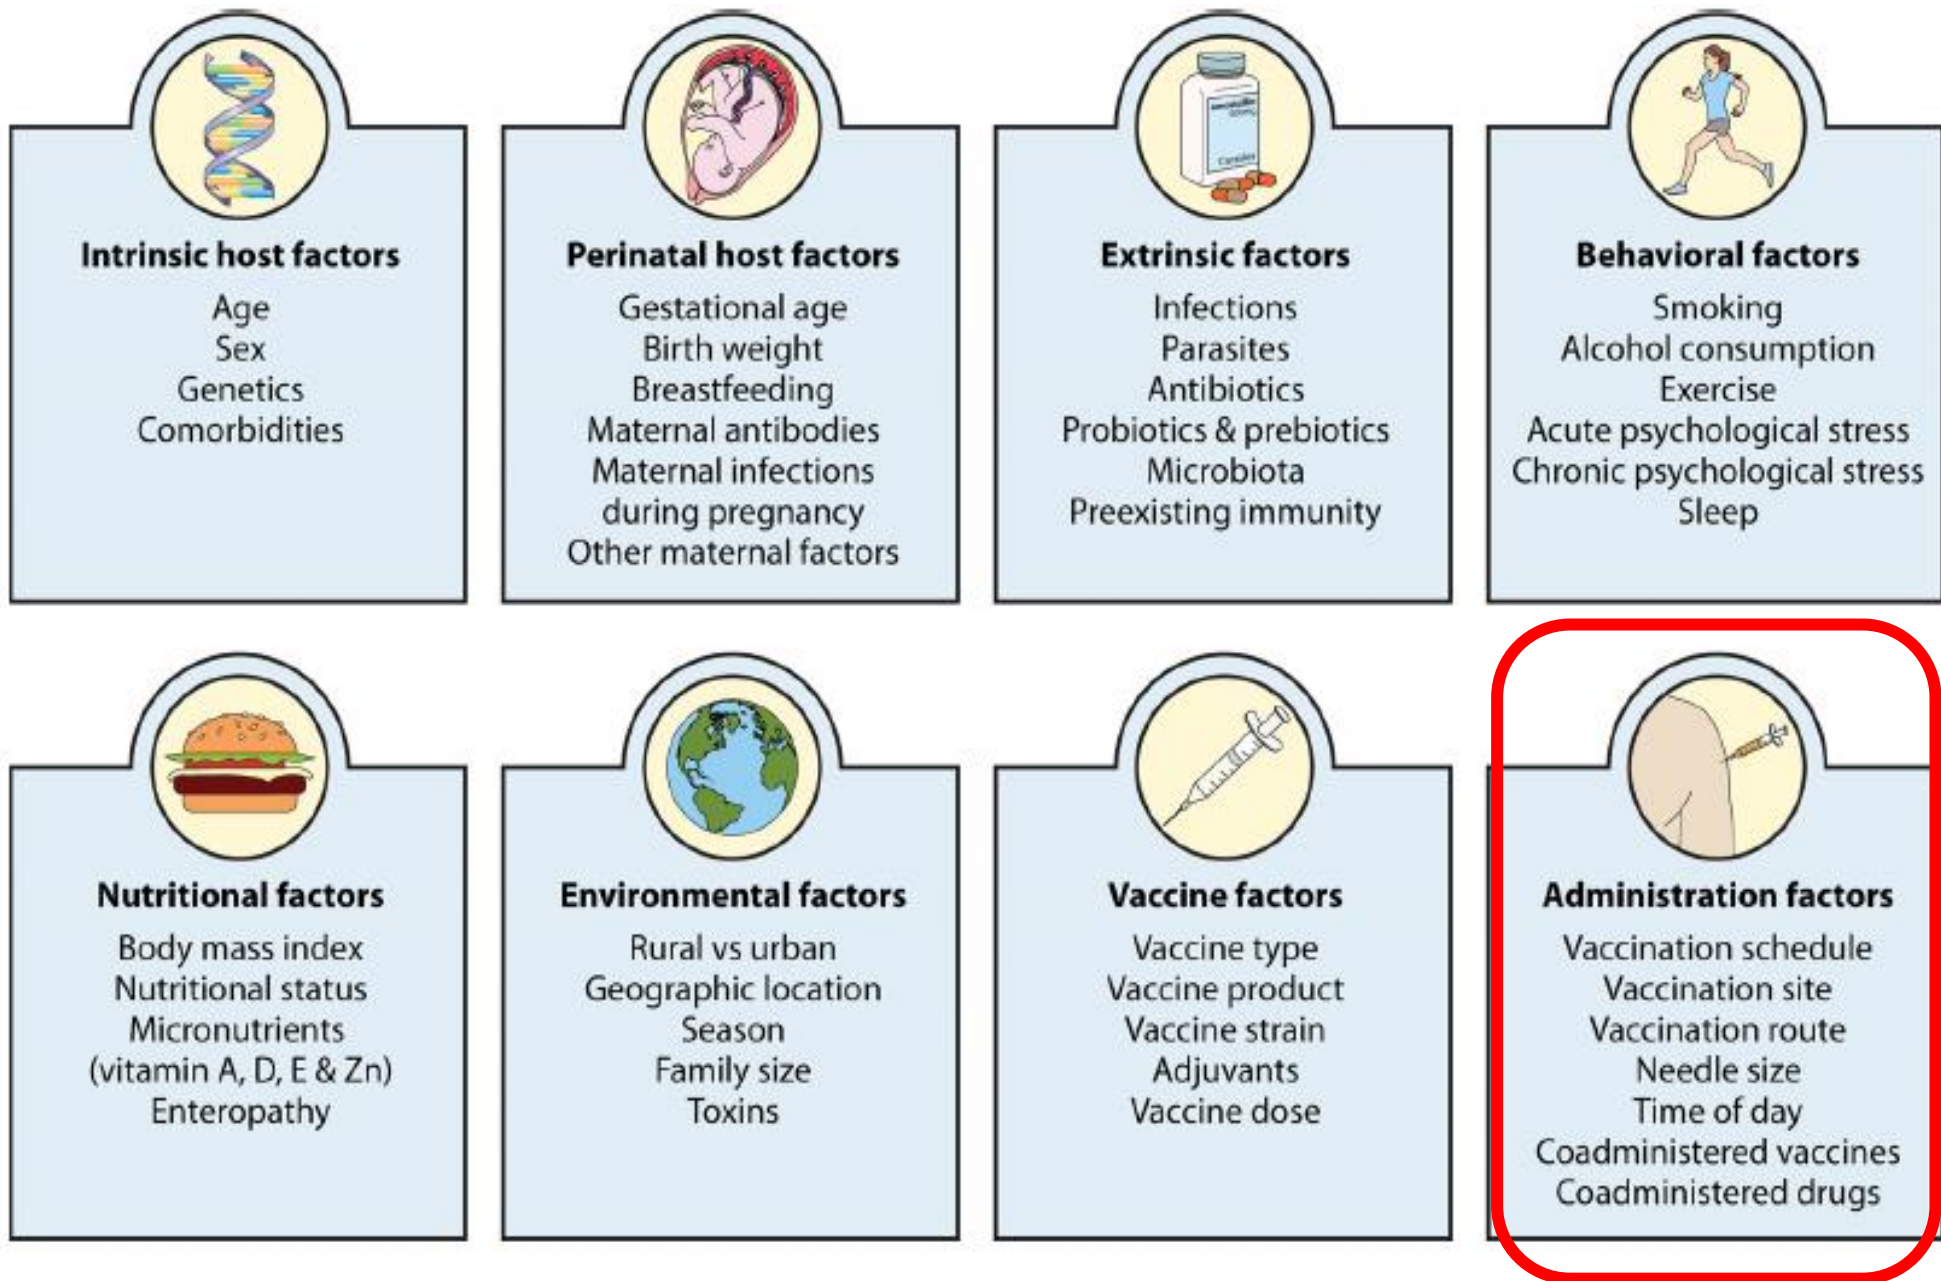 Intrinsic host factors
Age
Sex
Genetics
Comorbidities
Perinatal host factors
Gestational age
Birth weight
Breastfeeding
Maternal antibodies
Maternal infections
during pregnancy
Other maternal factors
Extrinsic factors
Infections
Parasites
Antibiotics
Probiotics & prebiotics
Microbiota
Preexisting immunity
Behavioral factors
Smoking
Alcohol consumption
Exercise
Acute psychological stress
Chronic psychological stress
Sleep
Nutritional factors
Body mass index
Nutritional status
Micronutrients
(vitamin A, D, E & Zn)
Enteropathy
Environmental factors
Rural vs urban
Geographic location
Season
Family size
Toxins
Vaccine factors
Vaccine type
Vaccine product
Vaccine strain
Adjuvants
Vaccine dose
Administration factors
Vaccination schedule
Vaccination site
Vaccination route
Needle size
Time of day
Coadministered vaccines
Coadministered drugs